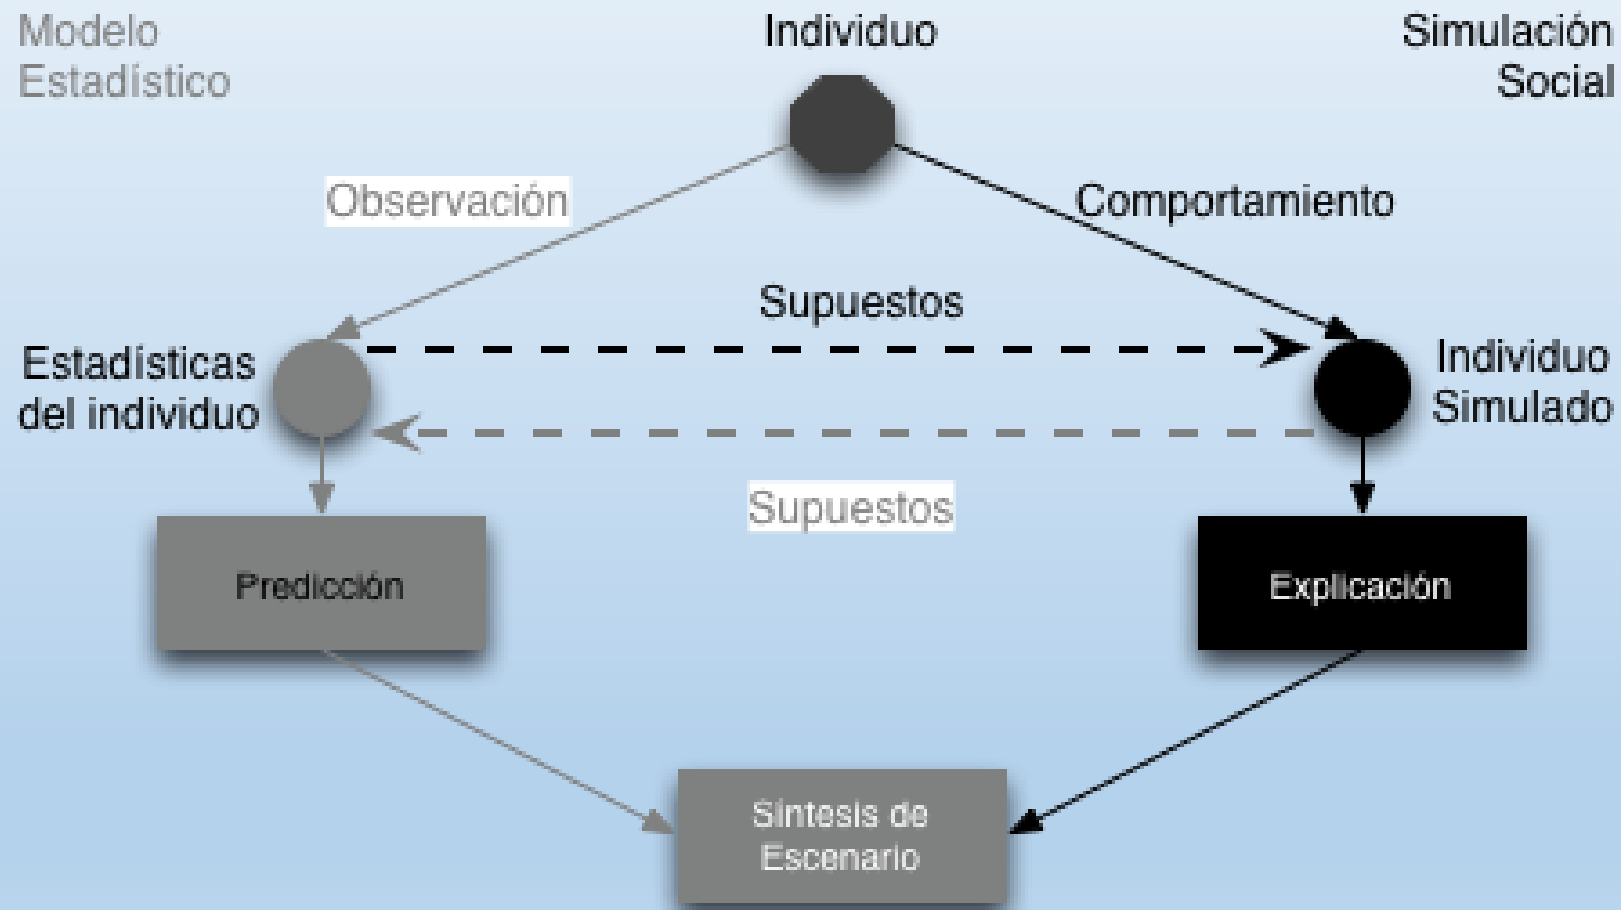 Modelo
Estadístico
Individuo
Simulación
Social
Observación
Comportamiento
Supuestos
Estadísticas
del individuo
Individuo
Simulado
Supuestos
Predicción
Explicación
Síntesis de
Escenario